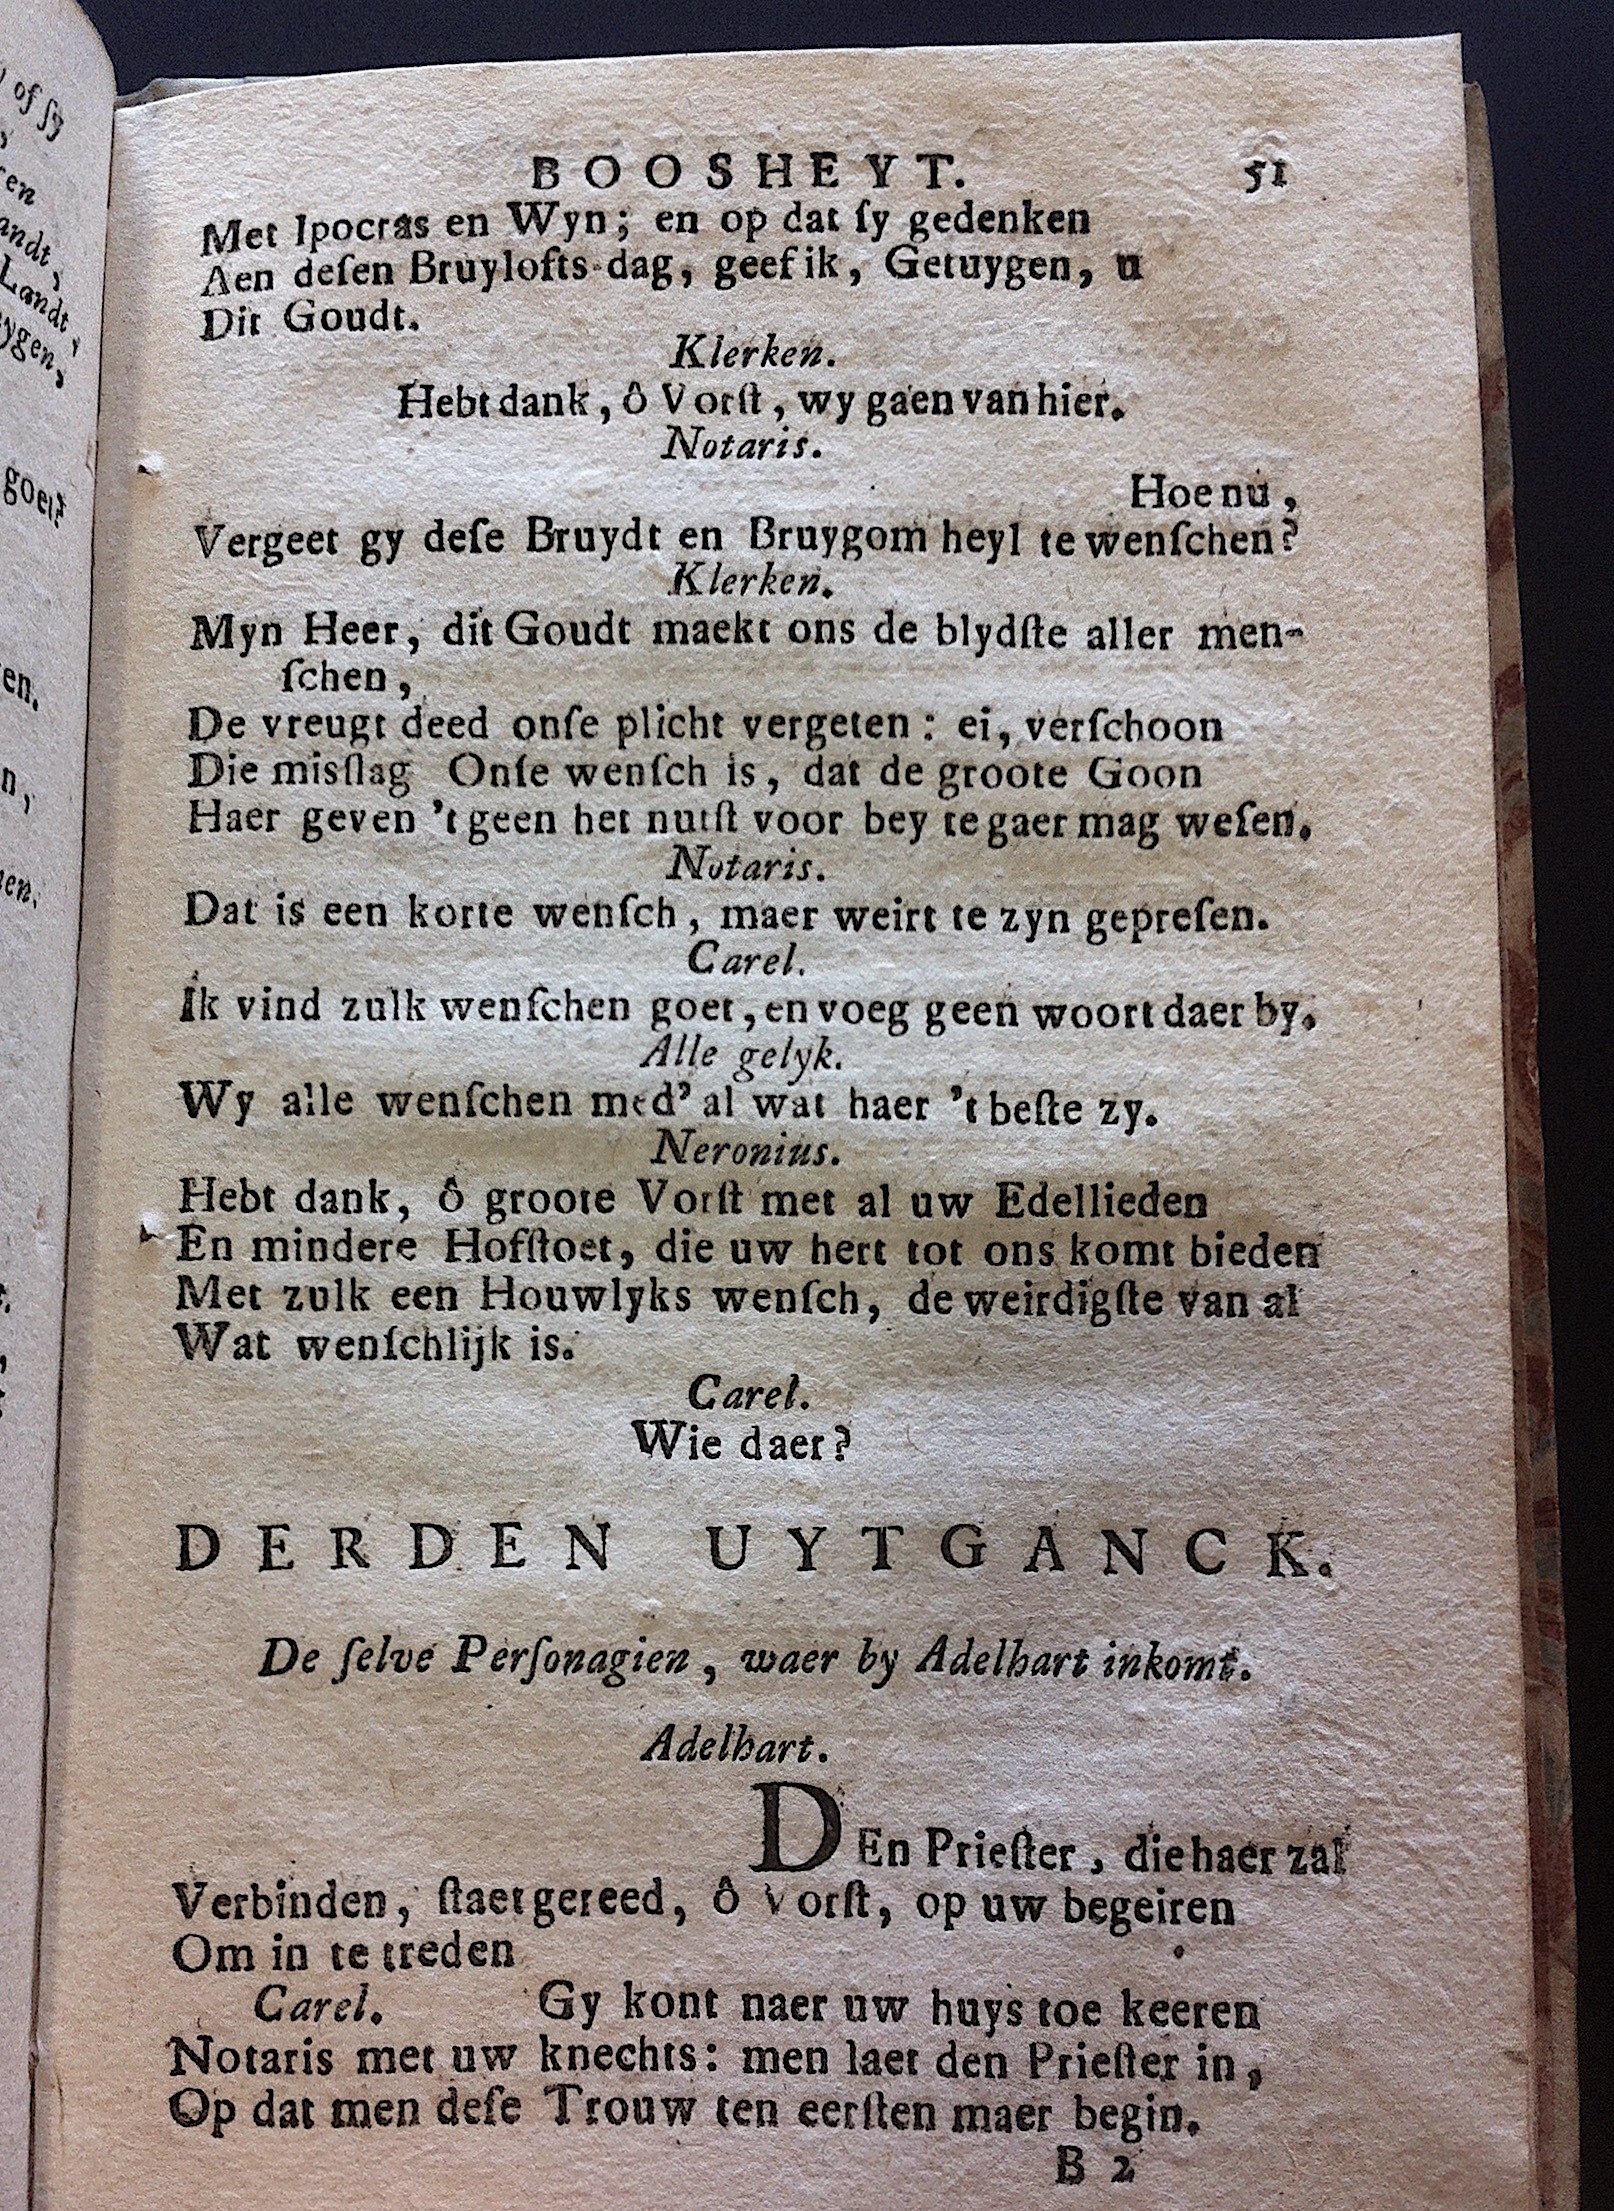 of ſy
ren
andt,
Landt,
ygen,
goet?
en.
n,
en.
BOOSHEYT. 51
Met Ipocras en Wyn; en op dat ſy gedenken
Aen deſen Bruylofts-dag, geef ik, Getuygen, u
Dit Goudt.
Klerken.
Hebt dank, ô Vorſt, wy gaen van hier.
Notaris.
Hoe nu,
Vergeet gy deſe Bruydt en Bruygom heyl te wenſchen?
Klerken.
Myn Heer, dit Goudt maekt ons de blydſte aller men-
ſchen,
De vreugt deed onſe plicht vergeten: ei, verſchoon
Die misſlag Onſe wenſch is, dat de groote Goon
Haer geven 't geen het nutſt voor bey te gaer mag weſen.
Notaris.
Dat is een korte wenſch, maer weirt te zyn gepreſen.
Carel.
Ik vind zulk wenſchen goet, en voeg geen woort daer by.
Alle gelyk.
Wy alle wenſchen med' al wat haer 't beſte zy.
Neronius.
Hebt dank, ô groote Vorſt met al uw Edellieden
En mindere Hofſtoet, die uw hert tot ons komt bieden
Met zulk een Houwlyks wenſch, de weirdigſte van al
Wat wenſchlijk is.
Carel.
Wie daer?
DERDEN UYTGANCK.
De ſelve Perſonagien, waer by Adelhart inkomt.
Adelhart.
DEn Prieſter, die haer zal
Verbinden, ſtaet gereed, ô Vorſt, op uw begeiren
Om in te treden
Carel. Gy kont naer uw huys toe keeren
Notaris met uw knechts: men laet den Prieſter in,
Op dat men deſe Trouw ten eerſten maer begin.
B 2